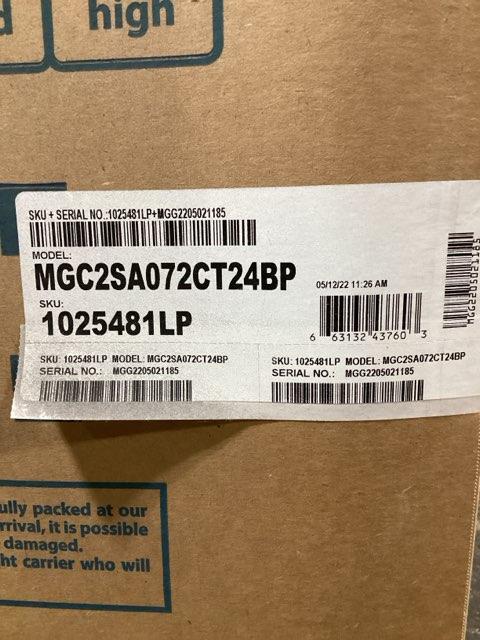 d
high
SKU + SERIAL NO.:1025481LP+MGG2205021185
MODEL:
MGC2SA072CT24BP
05/12/22 11:26 AM
SKU:
1025481LP
6 63132 43760 3
MGG2205021185
SKU: 1025481LP MODEL: MGC2SA072CT24BP
SERIAL NO.: MGG2205021185
SKU: 1025481LP MODEL: MGC2SA072CT24BP
SERIAL NO.: MGG2205021185
ully packed at our
rrival, it is possible
damaged.
ht carrier who will